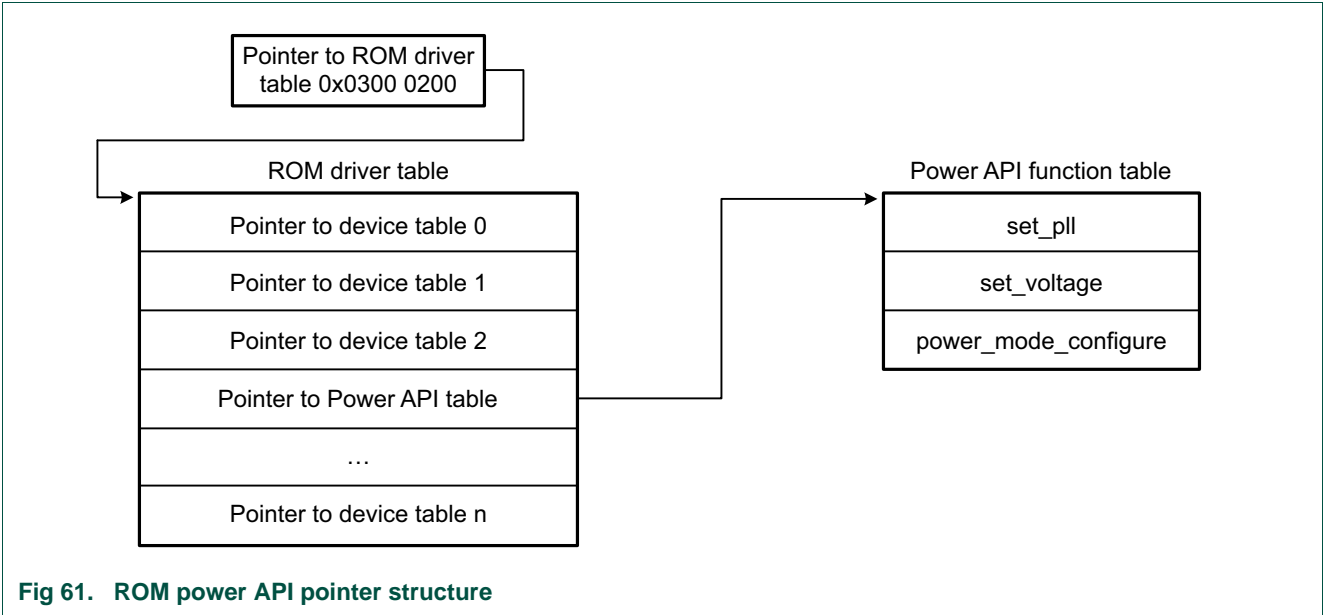 Pointer to ROM driver
table 0x0300 0200
ROM driver table
Pointer to device table 0
Pointer to device table 1
Pointer to device table 2
Pointer to Power API table
…
Pointer to device table n
Power API function table
set_pll
set_voltage
power_mode_configure
Fig 61. ROM power API pointer structure